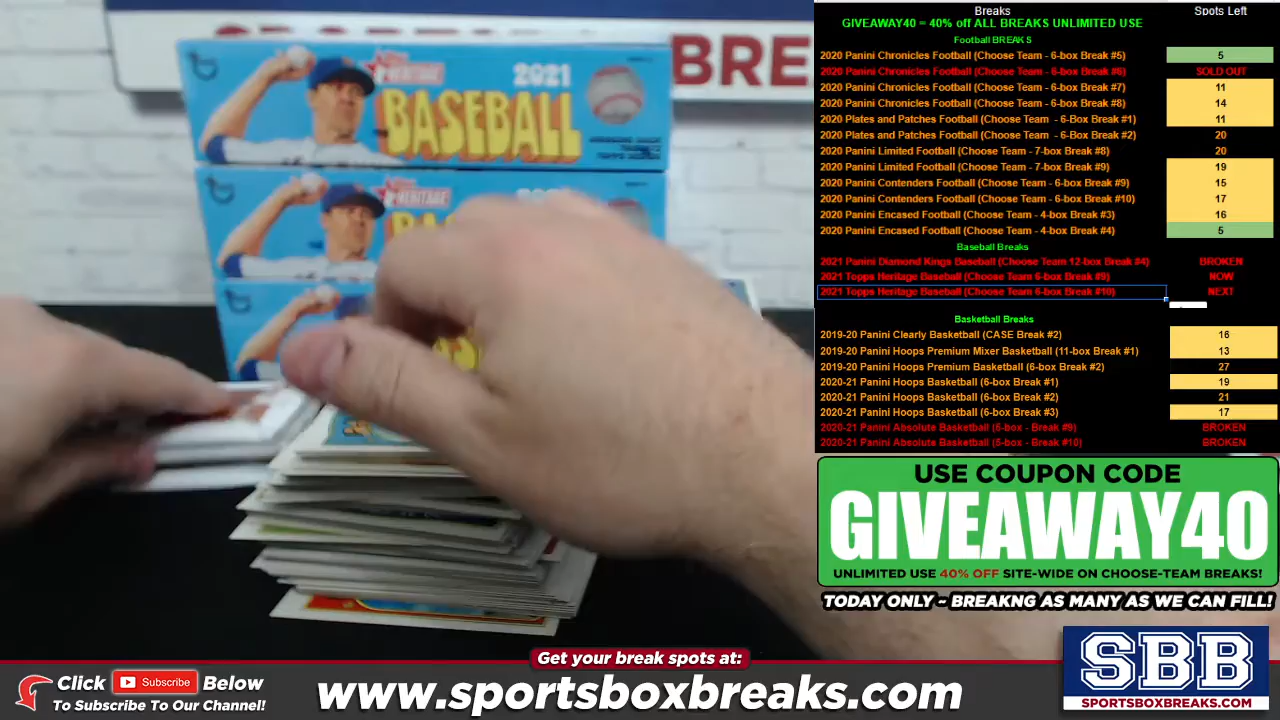 Breaks Spots Left
GIVEAWAY40 = 40% off ALL BREAKS UNLIMITED USE
Football BREAKS
2020 Panini Chronicles Football (Choose Team - 6-box Break #5) 5
2020 Panini Chronicles Football (Choose Team - 6-box Break #6) SOLD OUT
2020 Panini Chronicles Football (Choose Team - 6-box Break #7) 11
2020 Panini Chronicles Football (Choose Team - 6-box Break #8) 14
2020 Plates and Patches Football (Choose Team - 6-Box Break #1) 11
2020 Plates and Patches Football (Choose Team - 6-Box Break #2) 20
2020 Panini Limited Football (Choose Team - 7-box Break #8) 20
2020 Panini Limited Football (Choose Team - 7-box Break #9) 19
2020 Panini Contenders Football (Choose Team - 6-box Break #9) 15
2020 Panini Contenders Football (Choose Team - 6-box Break #10) 17
2020 Panini Encased Football (Choose Team - 4-box Break #3) 16
2020 Panini Encased Football (Choose Team - 4-box Break #4) 5
Baseball Breaks
2021 Panini Diamond Kings Baseball (Choose Team 12-box Break #4) BROKEN
2021 Topps Heritage Baseball (Choose Team 6-box Break #9) NOW
2021 Topps Heritage Baseball (Choose Team 6-box Break #10) NEXT
Basketball Breaks
2019-20 Panini Clearly Basketball (CASE Break #2) 16
2019-20 Panini Hoops Premium Mixer Basketball (11-box Break #1) 13
2019-20 Panini Hoops Premium Basketball (6-box Break #2) 27
2020-21 Panini Hoops Basketball (6-box Break #1) 19
2020-21 Panini Hoops Basketball (6-box Break #2) 21
2020-21 Panini Hoops Basketball (6-box Break #3) 17
2020-21 Panini Absolute Basketball (5-box - Break #9) BROKEN
2020-21 Panini Absolute Basketball (5-box - Break #10) BROKEN
USE COUPON CODE
GIVEAWAY40
UNLIMITED USE 40% OFF SITE-WIDE ON CHOOSE-TEAM BREAKS!
TODAY ONLY ~ BREAKNG AS MANY AS WE CAN FILL!
BREA
HERITAGE 2021
BASEBALL
HERITAGE
Get your break spots at:
Click Subscribe Below
To Subscribe To Our Channel!
www.sportsboxbreaks.com
SBB
SPORTSBOXBREAKS.COM